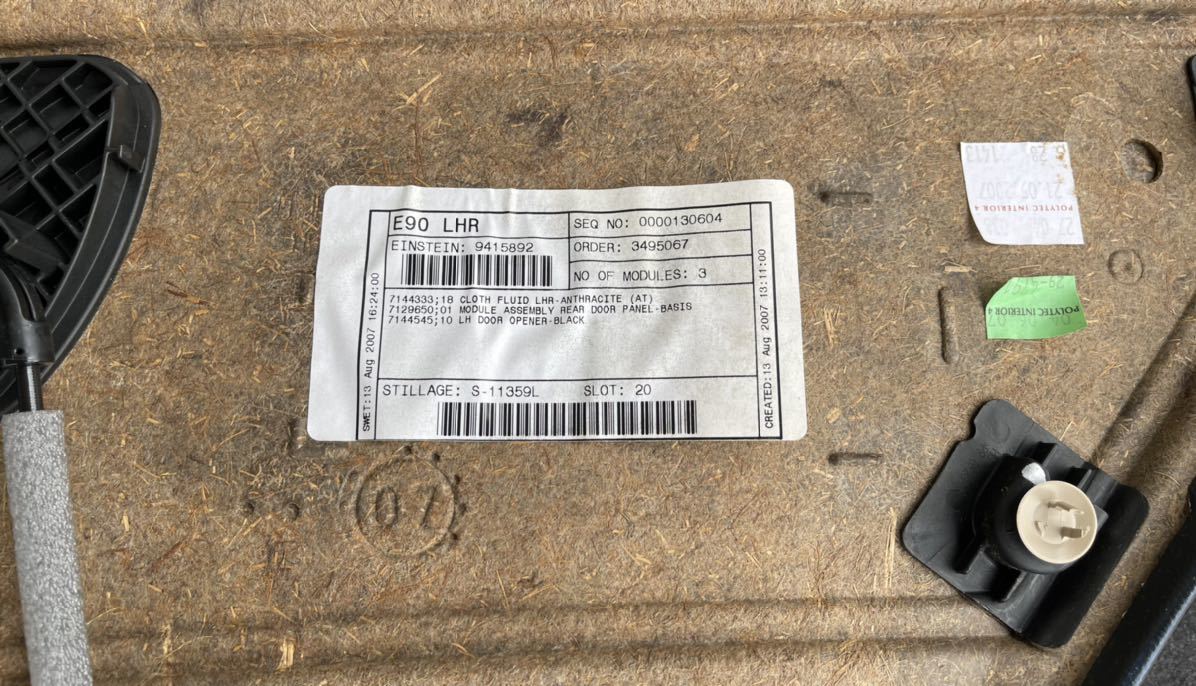 E90 LHR
SEQ NO: 0000130604
EINSTEIN: 9415892
ORDER: 3495067
NO OF MODULES: 3
7144333;18 CLOTH FLUID LHR-ANTHRACITE (AT)
7129650;01 MODULE ASSEMBLY REAR DOOR PANEL-BASIS
7144545;10 LH DOOR OPENER-BLACK
STILLAGE: S-11359L SLOT: 20
SWET:13 Aug 2007 16:24:00
CREATED:13 Aug 2007 13:11:00
POLYTEC INTERIOR 4
POLYTEC INTERIOR 4
07